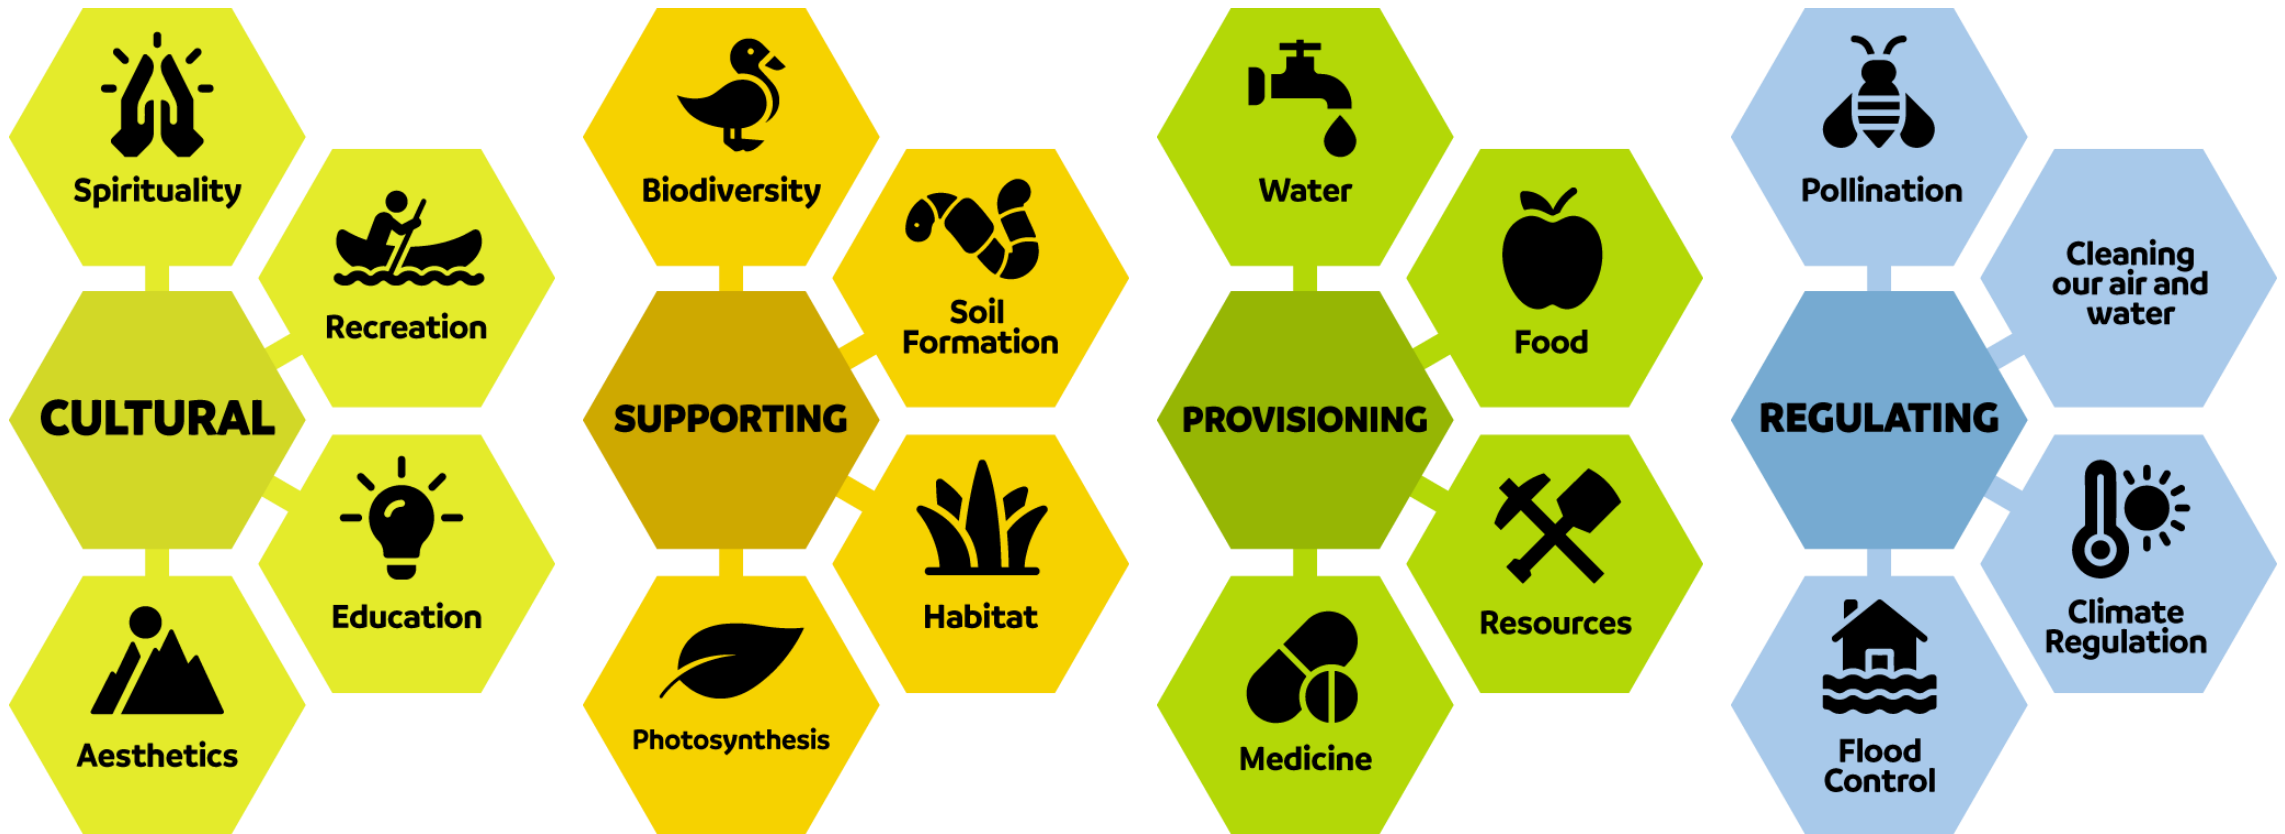 Spirituality
Recreation
CULTURAL
Education
Aesthetics
Biodiversity
Soil
Formation
SUPPORTING
Habitat
Photosynthesis
Water
Food
PROVISIONING
Resources
Medicine
Pollination
Cleaning
our air and
water
REGULATING
Climate
Regulation
Flood
Control